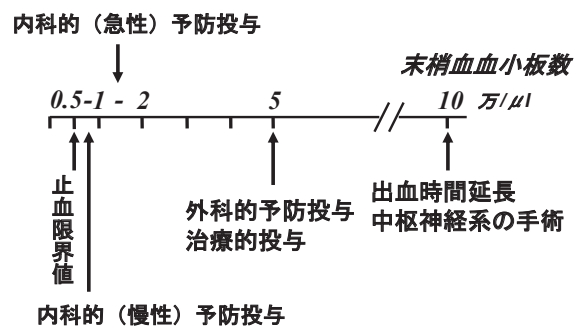 内科的（急性）予防投与
末梢血血小板数
0.5-1 - 2 5 10 万/μl
止血限界値
外科的予防投与
治療的投与
出血時間延長
中枢神経系の手術
内科的（慢性）予防投与